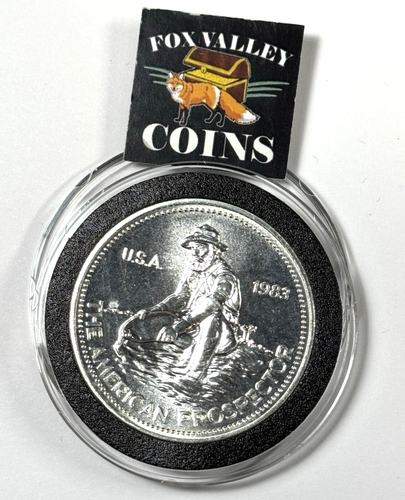 FOX VALLEY
COINS
U.S.A.
1983
THE AMERICAN PROSPECTOR